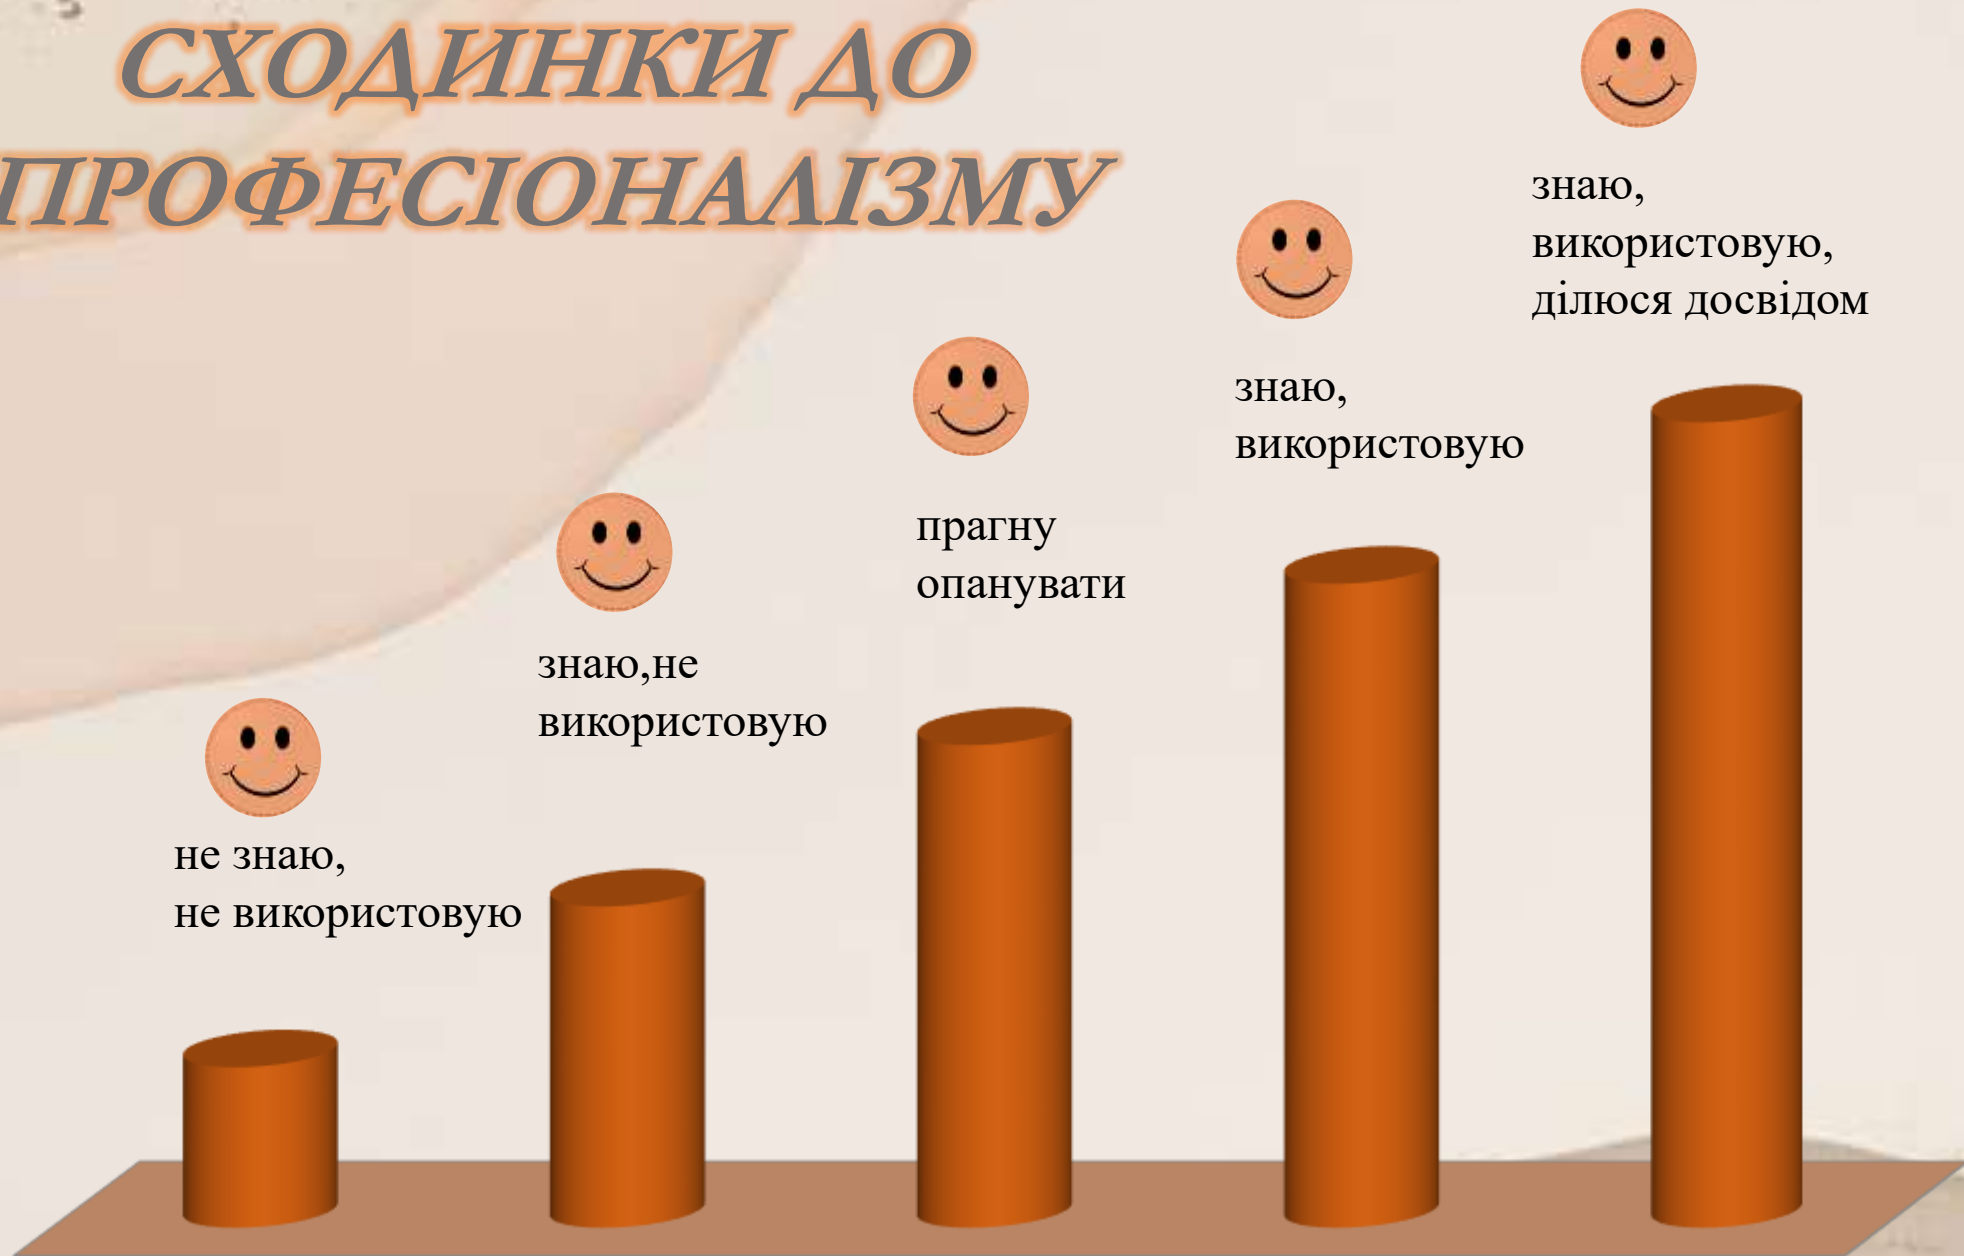 СХОДИНКИ ДО
ПРОФЕСІОНАЛІЗМУ
не знаю,
не використовую
знаю,не
використовую
прагну
опанувати
знаю,
використовую
знаю,
використовую,
ділюся досвідом